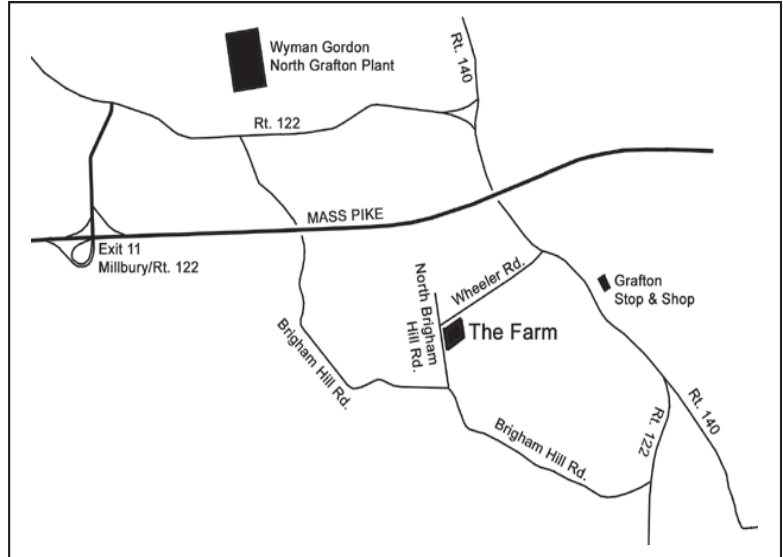 Wyman Gordon
North Grafton Plant
Rt. 140
Rt. 122
MASS PIKE
Exit 11
Millbury/Rt. 122
Wheeler Rd.
North Brigham
Hill Rd.
Grafton
Stop & Shop
The Farm
Brigham Hill Rd.
Rt. 140
Rt. 122
Brigham Hill Rd.